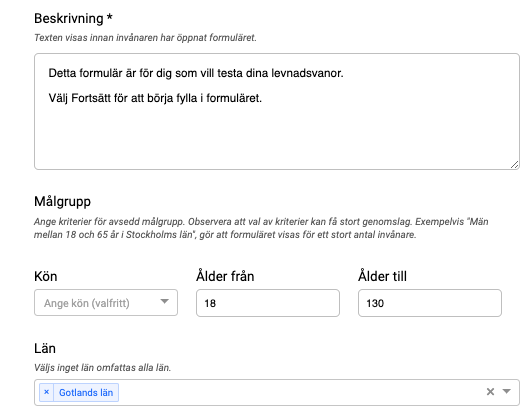 Beskrivning *
Texten visas innan invånaren har öppnat formuläret.
Detta formulär är för dig som vill testa dina levnadsvanor.
Välj Fortsätt för att börja fylla i formuläret.
Målgrupp
Ange kriterier för avsedd målgrupp. Observera att val av kriterier kan få stort genomslag. Exempelvis "Män
mellan 18 och 65 år i Stockholms län", gör att formuläret visas för ett stort antal invånare.
Kön Ålder från Ålder till
Ange kön (valfritt) 18 130
Län
Väljs inget län omfattas alla län.
× Gotlands län ×